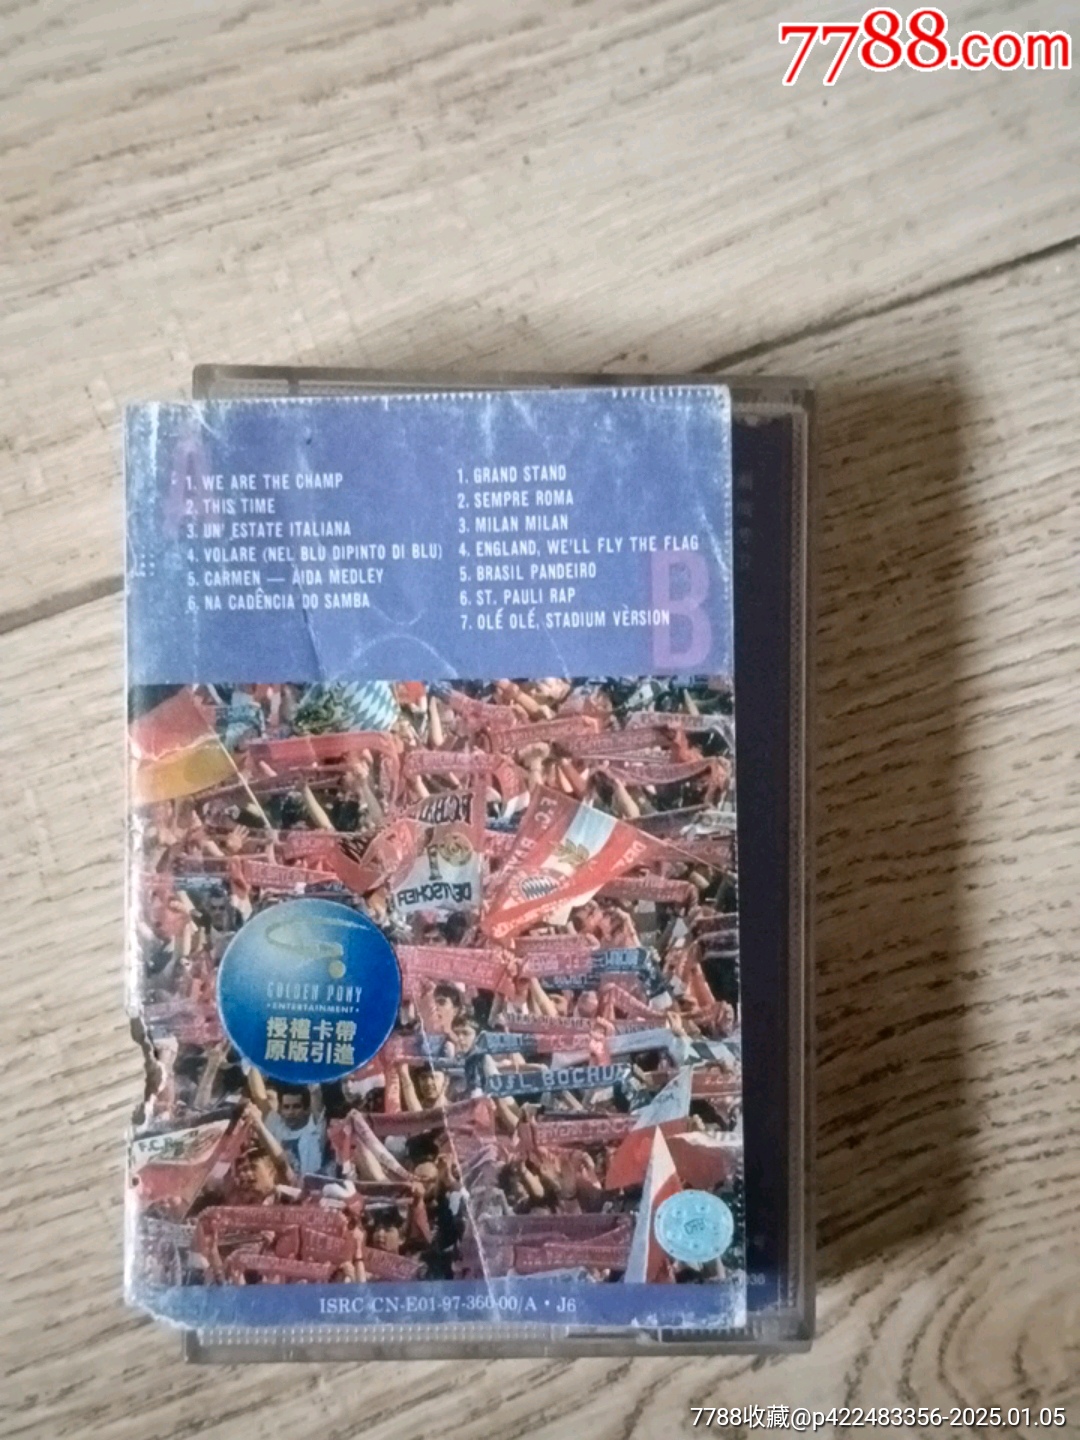 7788.com
A
1. WE ARE THE CHAMP
2. THIS TIME
3. UN' ESTATE ITALIANA
4. VOLARE (NEL BLU DIPINTO DI BLU)
5. CARMEN — AIDA MEDLEY
6. NA CADÊNCIA DO SAMBA
B
1. GRAND STAND
2. SEMPRE ROMA
3. MILAN MILAN
4. ENGLAND, WE'LL FLY THE FLAG
5. BRASIL PANDEIRO
6. ST. PAULI RAP
7. OLÉ OLÉ, STADIUM VERSION
DEUTSCHER
GOLDEN PONY
•ENTERTAINMENT•
授權卡帶
原版引進
VfL BOCHUM
F.C.B
ISRC CN-E01-97-360-00/A·J6
7788收藏@p422483356-2025.01.05